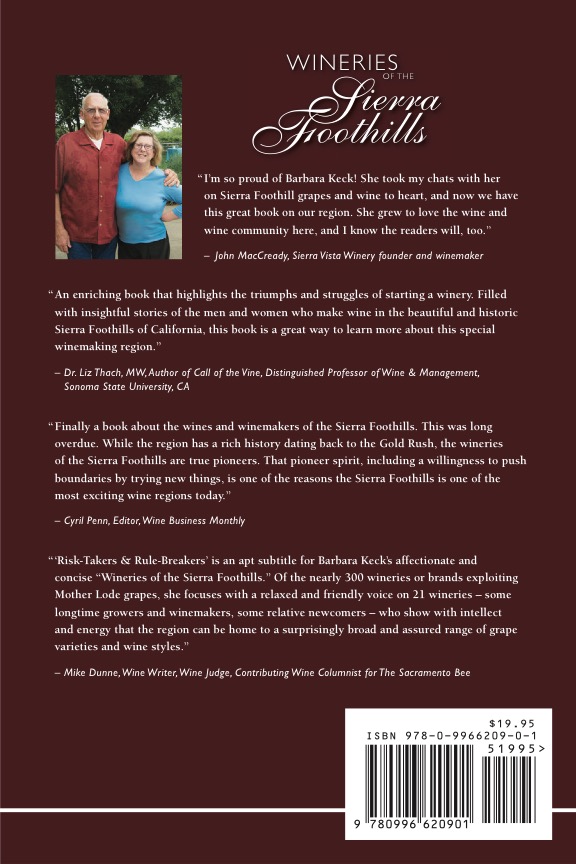 WINERIES
OF THE
Sierra
Foothills
“I’m so proud of Barbara Keck! She took my chats with her
on Sierra Foothill grapes and wine to heart, and now we have
this great book on our region. She grew to love the wine and
wine community here, and I know the readers will, too.”
– John MacCready, Sierra Vista Winery founder and winemaker
“An enriching book that highlights the triumphs and struggles of starting a winery. Filled
with insightful stories of the men and women who make wine in the beautiful and historic
Sierra Foothills of California, this book is a great way to learn more about this special
winemaking region.”
– Dr. Liz Thach, MW, Author of Call of the Vine, Distinguished Professor of Wine & Management,
Sonoma State University, CA
“Finally a book about the wines and winemakers of the Sierra Foothills. This was long
overdue. While the region has a rich history dating back to the Gold Rush, the wineries
of the Sierra Foothills are true pioneers. That pioneer spirit, including a willingness to push
boundaries by trying new things, is one of the reasons the Sierra Foothills is one of the
most exciting wine regions today.”
– Cyril Penn, Editor, Wine Business Monthly
“‘Risk-Takers & Rule-Breakers’ is an apt subtitle for Barbara Keck’s affectionate and
concise “Wineries of the Sierra Foothills.” Of the nearly 300 wineries or brands exploiting
Mother Lode grapes, she focuses with a relaxed and friendly voice on 21 wineries – some
longtime growers and winemakers, some relative newcomers – who show with intellect
and energy that the region can be home to a surprisingly broad and assured range of grape
varieties and wine styles.”
– Mike Dunne, Wine Writer, Wine Judge, Contributing Wine Columnist for The Sacramento Bee
$19.95
ISBN 978-0-9966209-0-1
51995>
9 780996 620901